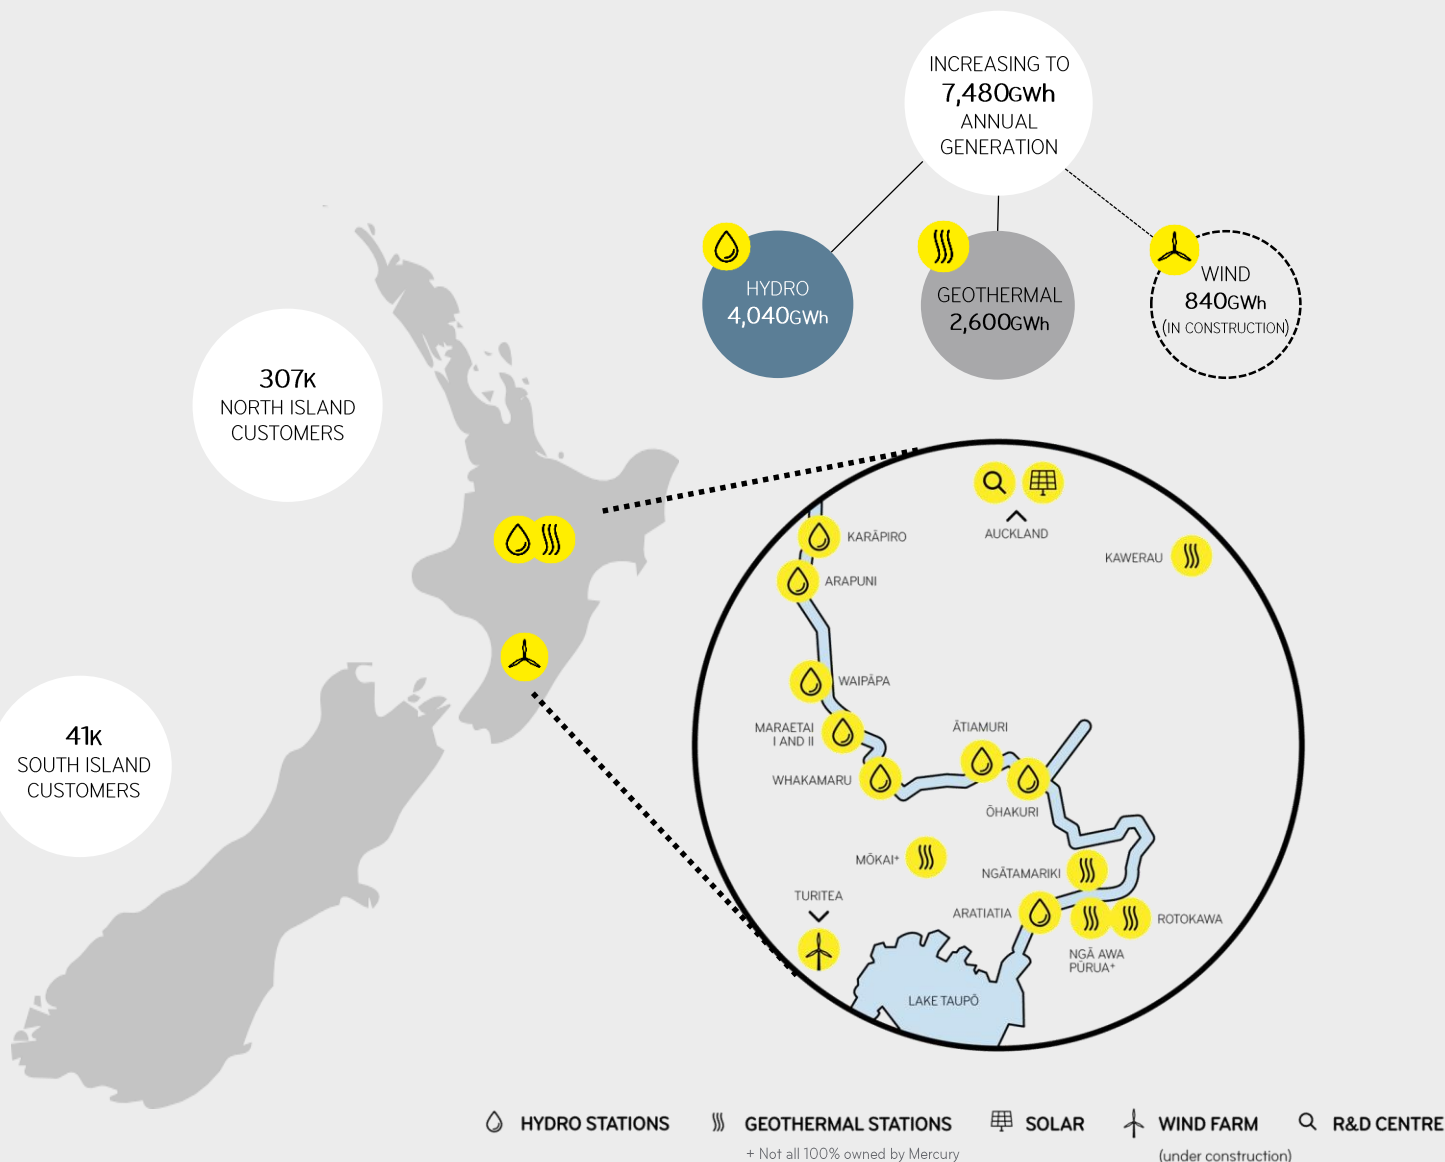 INCREASING TO
7,480GWh
ANNUAL
GENERATION
HYDRO
4,040GWh
GEOTHERMAL
2,600GWh
WIND
840GWh
(IN CONSTRUCTION)
307K
NORTH ISLAND
CUSTOMERS
41K
SOUTH ISLAND
CUSTOMERS
AUCKLAND
KARĀPIRO
KAWERAU
ARAPUNI
WAIPĀPA
MARAETAI
I AND II
ĀTIAMURI
WHAKAMARU
ŌHAKURI
MŌKAI+
NGĀTAMARIKI
TURITEA
ARATIATIA
ROTOKAWA
NGĀ AWA
PŪRUA+
LAKE TAUPŌ
HYDRO STATIONS
GEOTHERMAL STATIONS
+ Not all 100% owned by Mercury
SOLAR
WIND FARM
(under construction)
R&D CENTRE